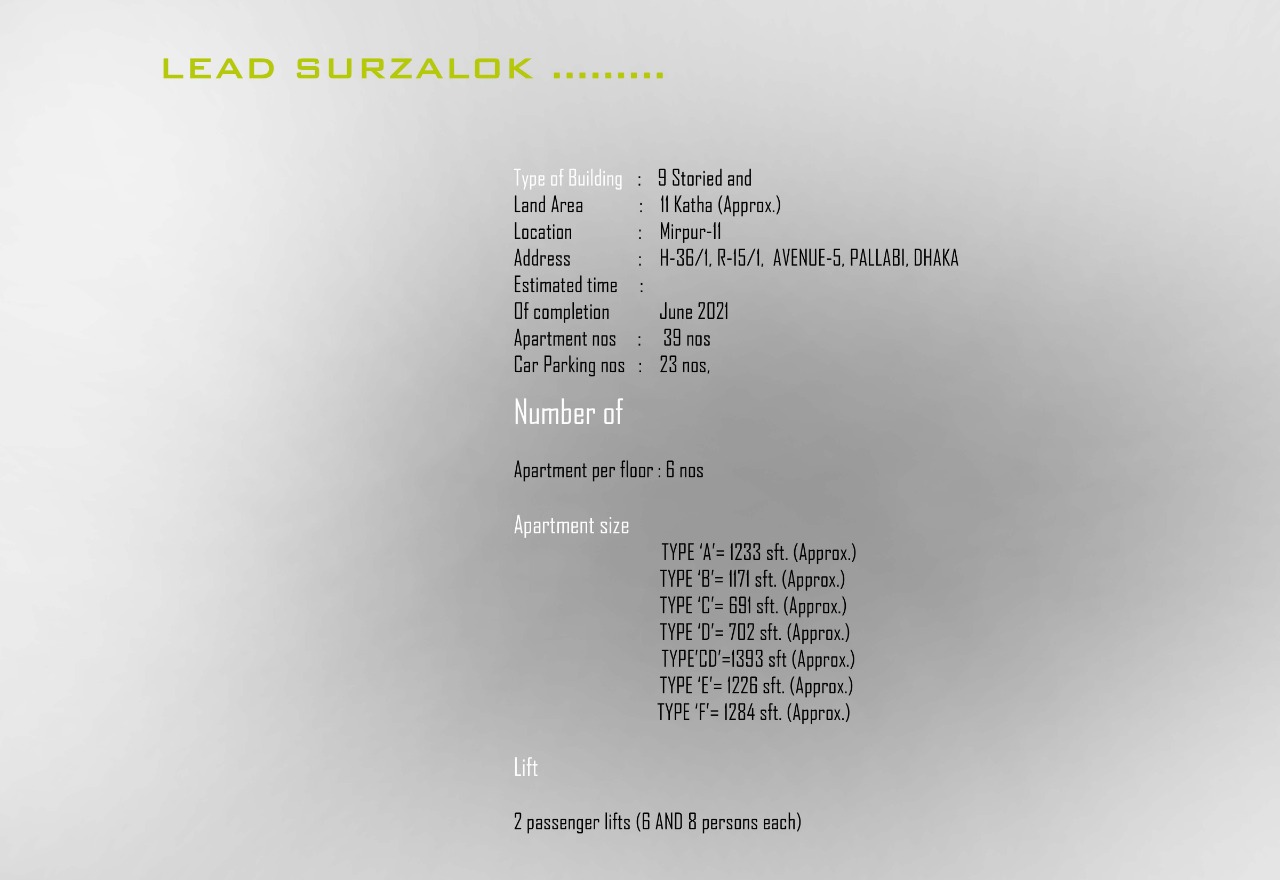 LEAD SURZALOK .........
Type of Building : 9 Storied and
Land Area : 11 Katha (Approx.)
Location : Mirpur-11
Address : H-36/1, R-15/1, AVENUE-5, PALLABI, DHAKA
Estimated time :
Of completion June 2021
Apartment nos : 39 nos
Car Parking nos : 23 nos,
Number of
Apartment per floor : 6 nos
Apartment size
TYPE ‘A’= 1233 sft. (Approx.)
TYPE ‘B’= 1171 sft. (Approx.)
TYPE ‘C’= 691 sft. (Approx.)
TYPE ‘D’= 702 sft. (Approx.)
TYPE’CD’=1393 sft (Approx.)
TYPE ‘E’= 1226 sft. (Approx.)
TYPE ‘F’= 1284 sft. (Approx.)
Lift
2 passenger lifts (6 AND 8 persons each)